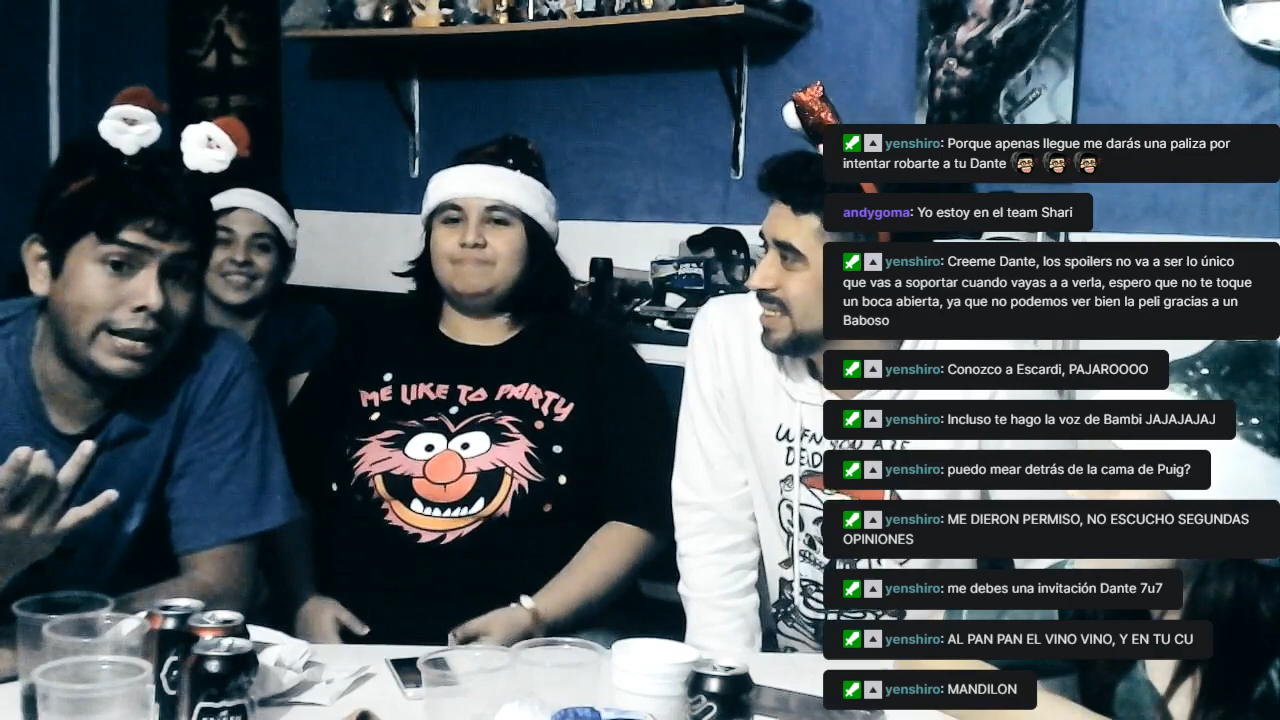 ME LIKE TO PARTY
yenshiro: Porque apenas llegue me darás una paliza por
intentar robarte a tu Dante
andygoma: Yo estoy en el team Shari
yenshiro: Creeme Dante, los spoilers no va a ser lo único
que vas a soportar cuando vayas a a verla, espero que no te toque
un boca abierta, ya que no podemos ver bien la peli gracias a un
Baboso
yenshiro: Conozco a Escardi, PAJAROOOO
yenshiro: Incluso te hago la voz de Bambi JAJAJAJAJ
yenshiro: puedo mear detrás de la cama de Puig?
yenshiro: ME DIERON PERMISO, NO ESCUCHO SEGUNDAS
OPINIONES
yenshiro: me debes una invitación Dante 7u7
yenshiro: AL PAN PAN EL VINO VINO, Y EN TU CU
yenshiro: MANDILON